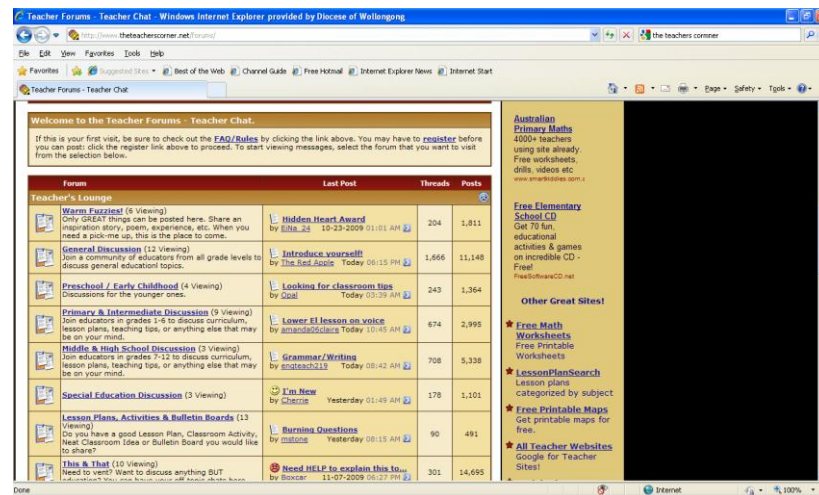 Teacher Forums - Teacher Chat - Windows Internet Explorer provided by Diocese of Wollongong
http://www.theteacherscorner.net/forums/
the teachers cornner
File Edit View Favorites Tools Help
Favorites Suggested Sites Best of the Web Channel Guide Free Hotmail Internet Explorer News Internet Start
Teacher Forums - Teacher Chat
Page Safety Tools
Welcome to the Teacher Forums - Teacher Chat.
If this is your first visit, be sure to check out the FAQ/Rules by clicking the link above. You may have to register before
you can post: click the register link above to proceed. To start viewing messages, select the forum that you want to visit
from the selection below.
Forum Last Post Threads Posts
Teacher's Lounge
Warm Fuzzies! (6 Viewing)
Only GREAT things can be posted here. Share an
inspiration story, poem, experience, etc. When you
need a pick-me up, this is the place to come.
Hidden Heart Award
by EiNa_24 10-23-2009 01:01 AM
204 1,811
General Discussion (12 Viewing)
Join a community of educators from all grade levels to
discuss general educationl topics.
Introduce yourself!
by The Red Apple Today 06:15 PM
1,666 11,148
Preschool / Early Childhood (4 Viewing)
Discussions for the younger ones.
Looking for classroom tips
by Opal Today 03:39 AM
243 1,364
Primary & Intermediate Discussion (9 Viewing)
Join educators in grades 1-6 to discuss curriculum,
lesson plans, teaching tips, or anything else that may
be on your mind.
Lower El lesson on voice
by amanda06claire Today 10:45 AM
674 2,995
Middle & High School Discussion (3 Viewing)
Join educators in grades 7-12 to discuss curriculum,
lesson plans, teaching tips, or anything else that may
be on your mind.
Grammar/Writing
by engteach219 Today 08:42 AM
708 5,338
Special Education Discussion (3 Viewing)
I'm New
by Cherrie Yesterday 01:49 AM
178 1,101
Lesson Plans, Activities & Bulletin Boards (13
Viewing)
Do you have a good Lesson Plan, Classroom Activity,
Neat Classroom Idea or Bulletin Board you would like
to share?
Burning Questions
by mstone Yesterday 08:15 AM
90 491
This & That (10 Viewing)
Need to vent? Want to discuss anything BUT
Need HELP to explain this to...
by Boxcar 11-07-2009 06:27 PM
301 14,695
Australian
Primary Maths
4000+ teachers
using site already.
Free worksheets,
drills, videos etc
Free Elementary
School CD
Get 70 fun,
educational
activities & games
on incredible CD -
Free!
FreeSoftwareCD.net
Other Great Sites!
Free Math
Worksheets
Free Printable
Worksheets
LessonPlanSearch
Lesson plans
categorized by subject
Free Printable Maps
Get printable maps for
free.
All Teacher Websites
Google for Teacher
Sites!
Done
Internet
100%